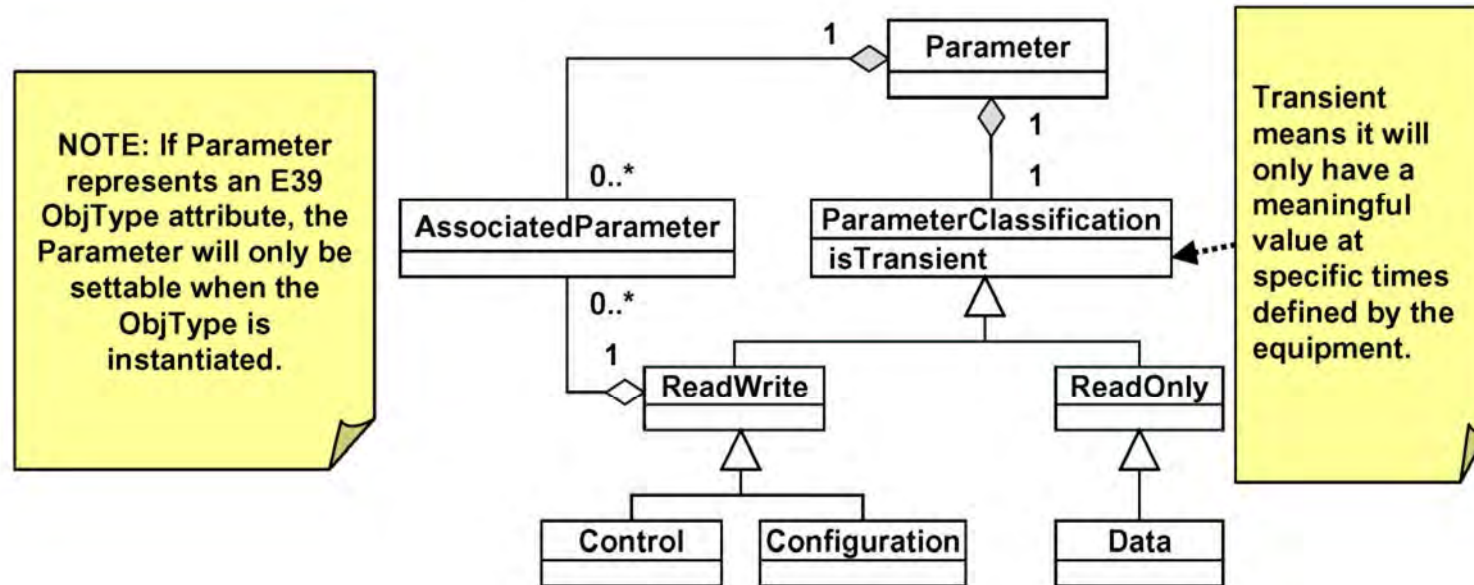 NOTE: If Parameter
represents an E39
ObjType attribute, the
Parameter will only be
settable when the
ObjType is
instantiated.
1
Parameter
1
0..*
1
AssociatedParameter
ParameterClassification
isTransient
0..*
1
ReadWrite
ReadOnly
Control
Configuration
Data
Transient
means it will
only have a
meaningful
value at
specific times
defined by the
equipment.